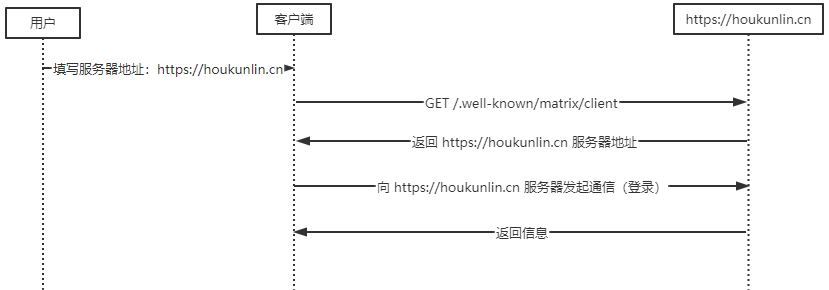 用户
客户端
https://houkunlin.cn
填写服务器地址：https://houkunlin.cn
GET /.well-known/matrix/client
返回 https://houkunlin.cn 服务器地址
向 https://houkunlin.cn 服务器发起通信（登录）
返回信息